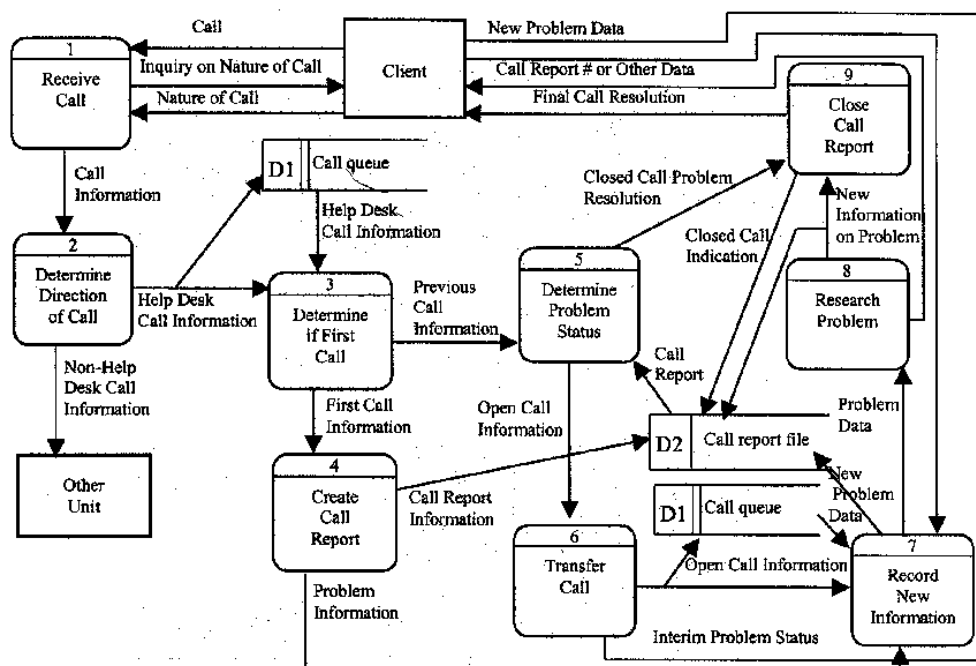 Call
New Problem Data
1
Receive
Call
Inquiry on Nature of Call
Client
Call Report # or Other Data
9
Close
Call
Report
Nature of Call
Final Call Resolution
Call
Information
D1
Call queue
Closed Call Problem
Resolution
New
Information
on Problem
Help Desk
Call Information
Closed Call
Indication
2
Determine
Direction
of Call
Help Desk
Call Information
3
Determine
if First
Call
Previous
Call
Information
5
Determine
Problem
Status
8
Research
Problem
Non-Help
Desk Call
Information
First Call
Information
Open Call
Information
Call
Report
Problem
Data
D2
Call report file
Other
Unit
4
Create
Call
Report
Call Report
Information
D1
Call queue
New
Problem
Data
6
Transfer
Call
Open Call Information
7
Record
New
Information
Problem
Information
Interim Problem Status